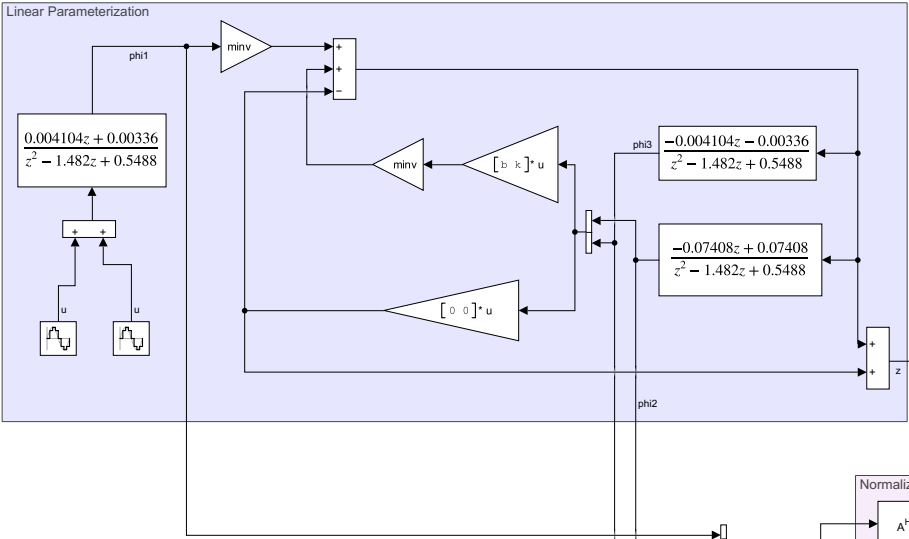 Linear Parameterization
phi1
minv
+
+
−
0.004104z + 0.00336
z² − 1.482z + 0.5488
minv
[b k]* u
phi3
−0.004104z − 0.00336
z² − 1.482z + 0.5488
+ +
−0.07408z + 0.07408
z² − 1.482z + 0.5488
u
u
[0 0]* u
+
+
z
phi2
Normaliz
Aᴴ